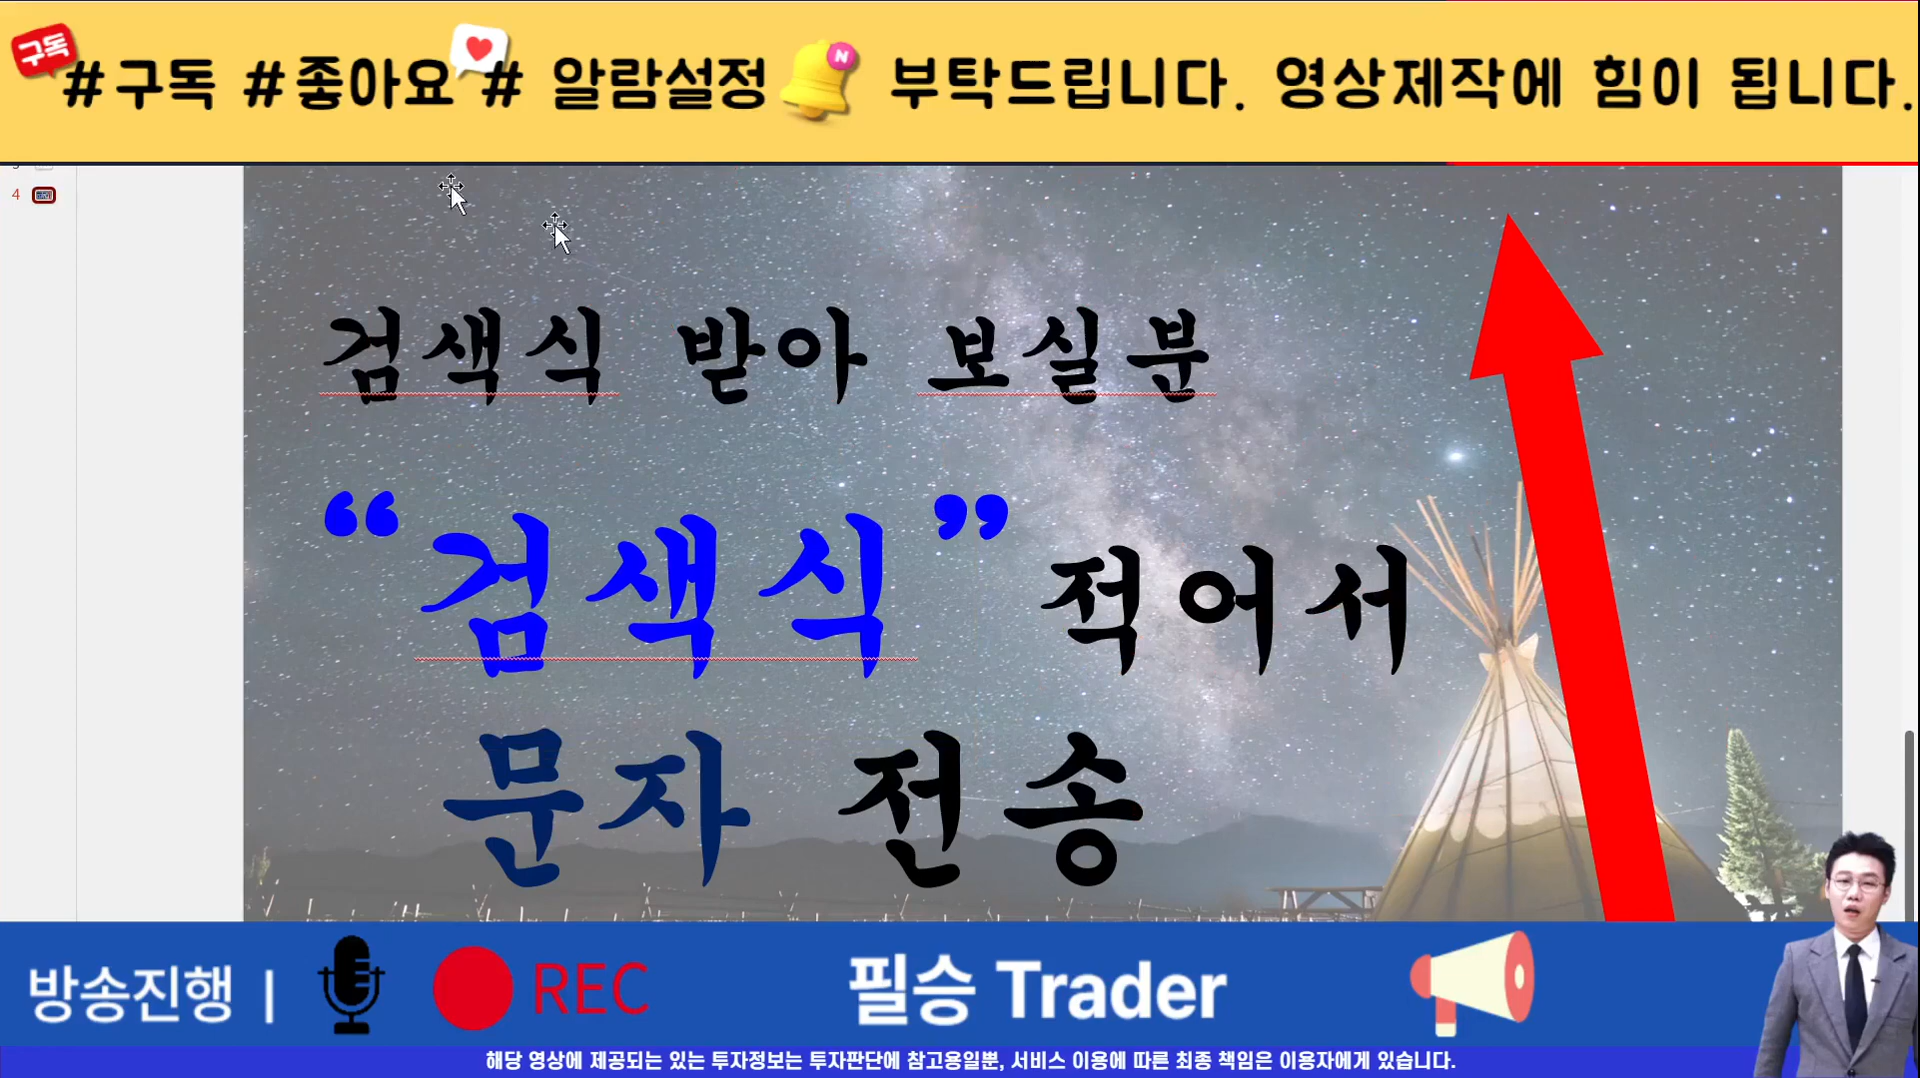 구독
#구독 #좋아요 # 알람설정 N 부탁드립니다. 영상제작에 힘이 됩니다.
4
검색식 받아 보실분
“검색식” 적어서
문자 전송
방송진행 | REC 필승 Trader
해당 영상에 제공되는 있는 투자정보는 투자판단에 참고용일뿐, 서비스 이용에 따른 최종 책임은 이용자에게 있습니다.